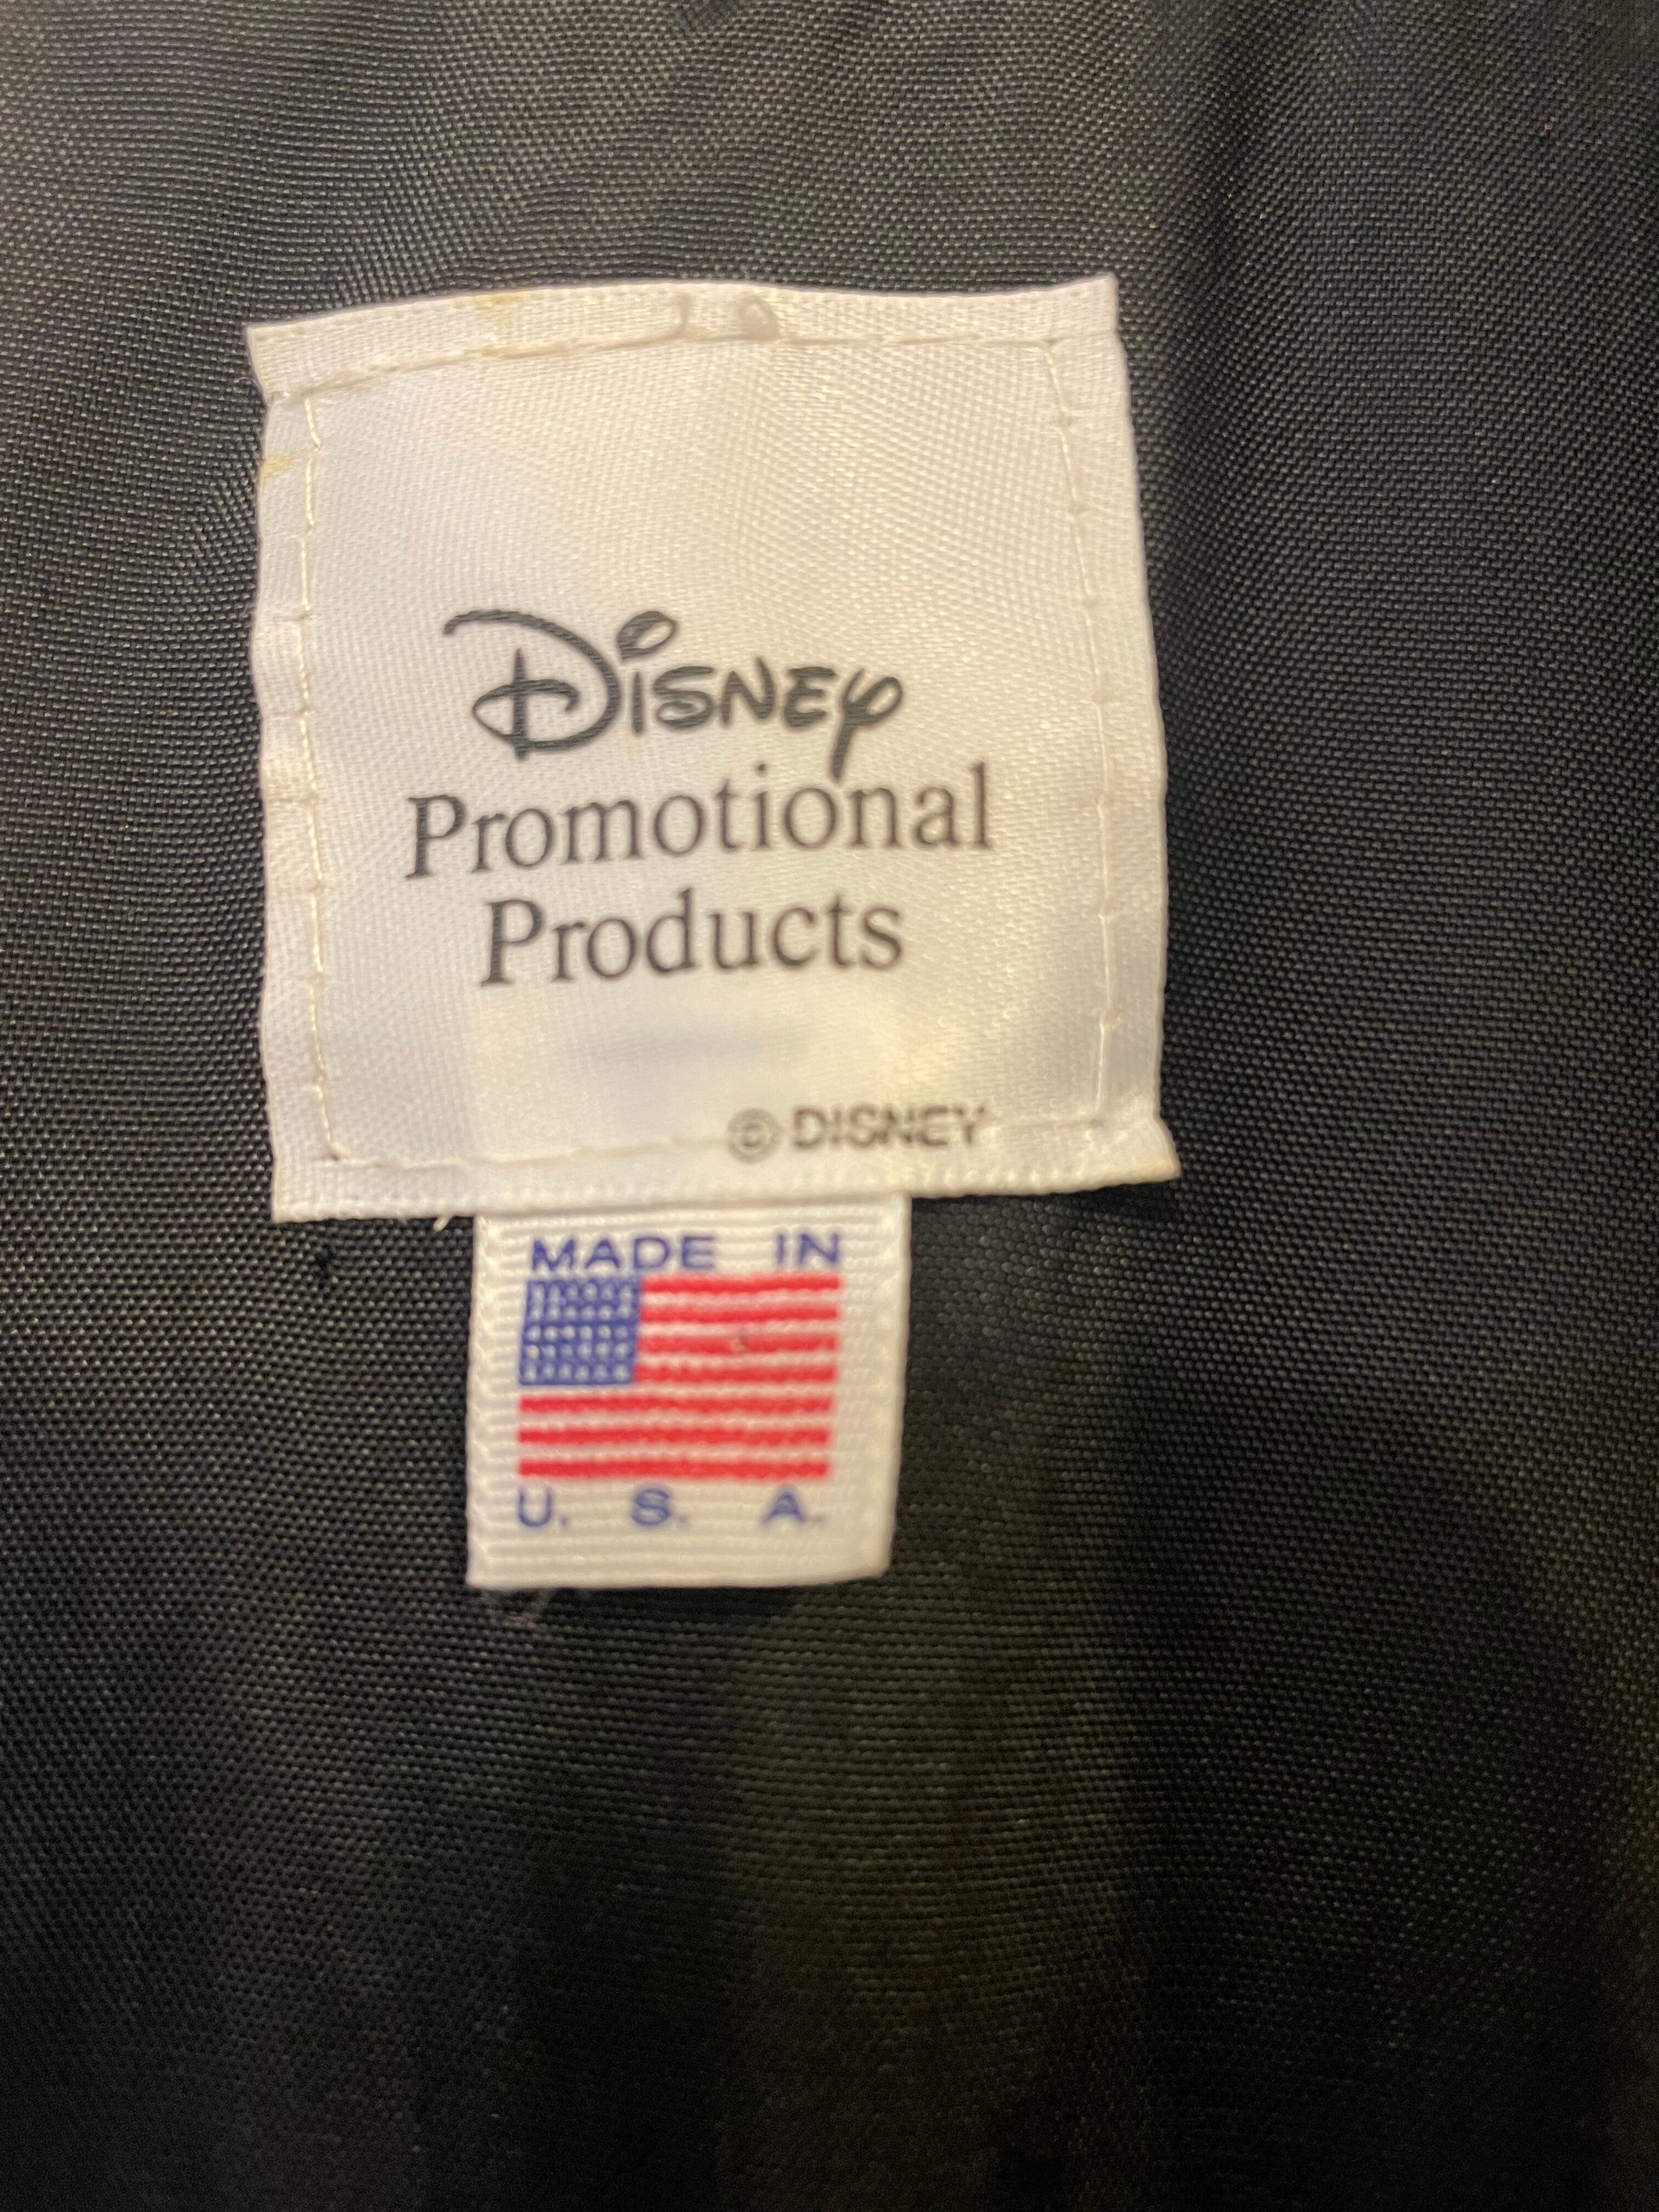 Disney
Promotional
Products
© DISNEY
MADE IN
U. S. A.